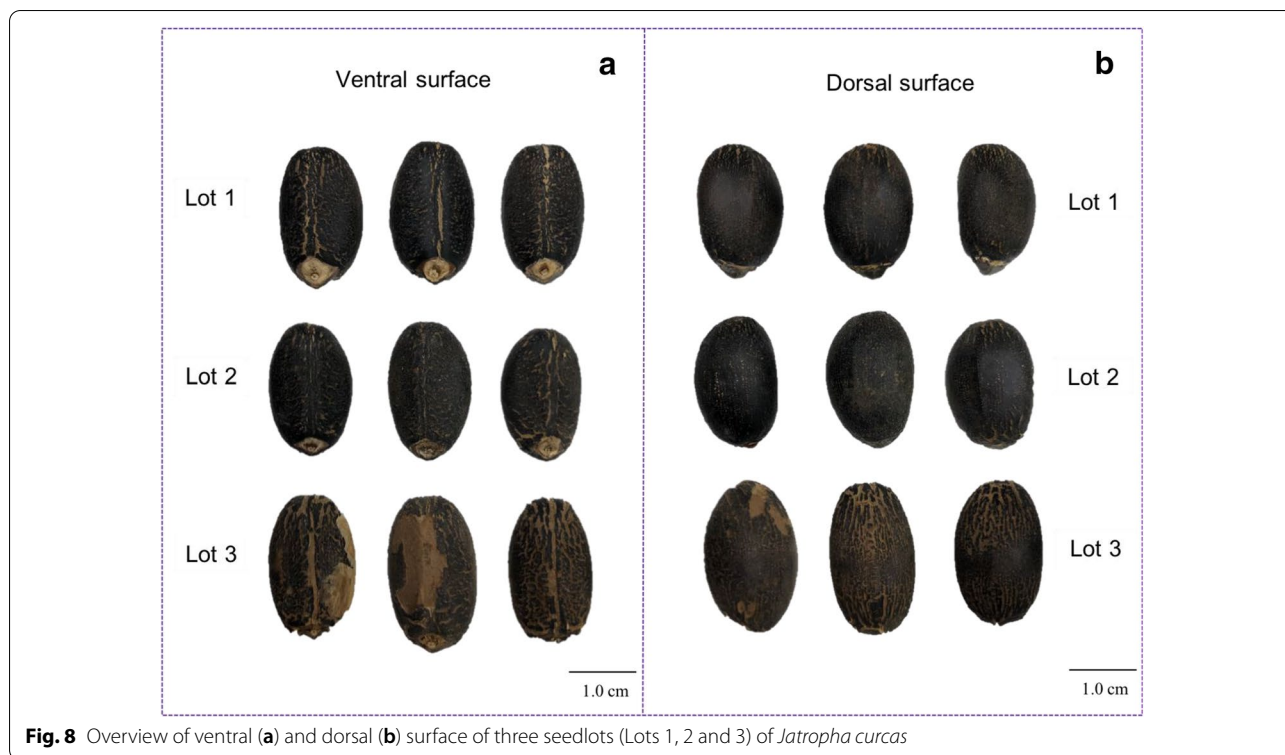 a
Ventral surface
Lot 1
Lot 2
Lot 3
1.0 cm
b
Dorsal surface
Lot 1
Lot 2
Lot 3
1.0 cm
Fig. 8 Overview of ventral (a) and dorsal (b) surface of three seedlots (Lots 1, 2 and 3) of Jatropha curcas